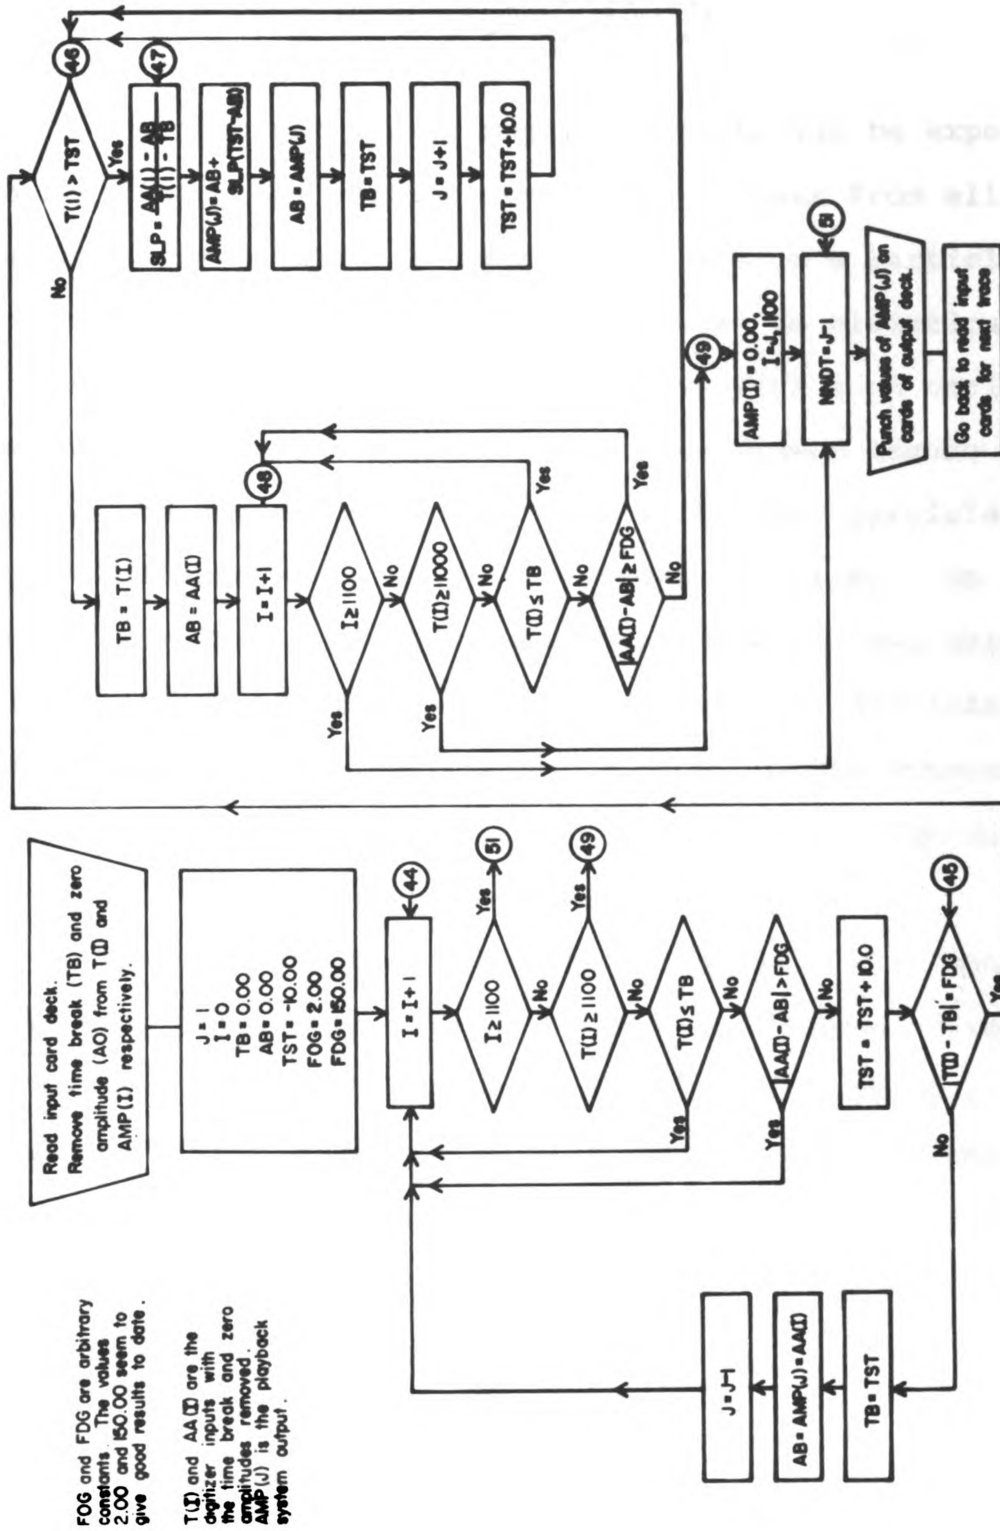 FOG and FDG are arbitrary
constants. The values
2.00 and 150.00 seem to
give good results to date.
T(I) and AA(I) are the
digitizer inputs with
the time break and zero
amplitudes removed.
AMP(J) is the playback
system output.
Read input card deck.
Remove time break (TB) and zero
amplitude (AO) from T(I) and
AMP(I) respectively.
J = 1
I = 0
TB = 0.00
AB = 0.00
TST = -10.00
FOG = 2.00
FDG = 150.00
I = I + 1
44
I ≥ 1100
Yes
51
No
T(I) ≥ 1100
Yes
49
No
T(I) ≤ TB
Yes
No
|AA(I) - AB| > FDG
Yes
No
TST = TST + 10.0
|T(I) - TB| = FDG
45
No
Yes
TB = TST
AB = AMP(J) = AA(I)
J = J-1
T(I) > TST
46
No
Yes
SLP = AA(I) - AB
T(I) - TB
47
AMP(J) = AB +
SLP(TST-AB)
AB = AMP(J)
TB = TST
J = J+1
TST = TST+10.0
TB = T(I)
AB = AA(I)
I = I+1
48
I ≥ 1100
Yes
No
T(I) ≥ 11000
Yes
No
T(I) ≤ TB
Yes
No
|AA(I)-AB| ≥ FDG
Yes
No
49
AMP(I) = 0.00,
I=J, 1100
NNDT = J-1
51
Punch values of AMP(J) on
cards of output deck.
Go back to read input
cards for next trace